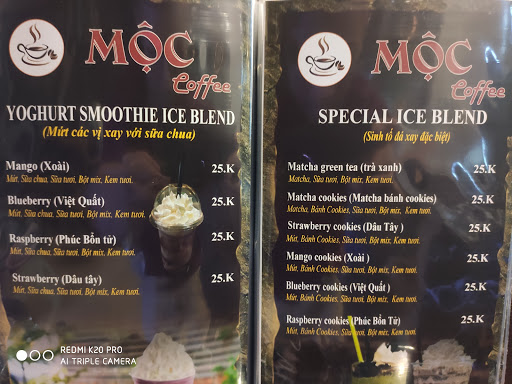 MỘC
Coffee
YOGHURT SMOOTHIE ICE BLEND
(Mứt các vị xay với sữa chua)
Mango (Xoài) 25.K
Mứt, Sữa chua, Sữa tươi, Bột mix, Kem tươi.
Blueberry (Việt Quất) 25.K
Mứt, Sữa chua, Sữa tươi, Bột mix, Kem tươi.
Raspberry (Phúc Bồn tử) 25.K
Mứt, Sữa chua, Sữa tươi, Bột mix, Kem tươi.
Strawberry (Dâu tây) 25.K
Mứt, Sữa chua, Sữa tươi, Bột mix, Kem tươi.
MỘC
Coffee
SPECIAL ICE BLEND
(Sinh tố đá xay đặc biệt)
Matcha green tea (trà xanh) 25.K
Matcha, Sữa tươi, Bột mix, Kem tươi.
Matcha cookies (Matcha bánh cookies) 25.K
Matcha, Bánh Cookies, Sữa tươi, Bột mix, Kem tươi.
Strawberry cookies (Dâu Tây ) 25.K
Mứt, Bánh Cookies, Sữa tươi, Bột mix, Kem tươi.
Mango cookies (Xoài ) 25.K
Mứt, Bánh Cookies, Sữa tươi, Bột mix, Kem tươi.
Blueberry cookies (Việt Quất ) 25.K
Mứt, Bánh Cookies, Sữa tươi, Bột mix, Kem tươi.
Raspberry cookies (Phúc Bồn Tử) 25.K
Mứt, Bánh Cookies, Sữa tươi, Bột mix, Kem tươi.
REDMI K20 PRO
AI TRIPLE CAMERA